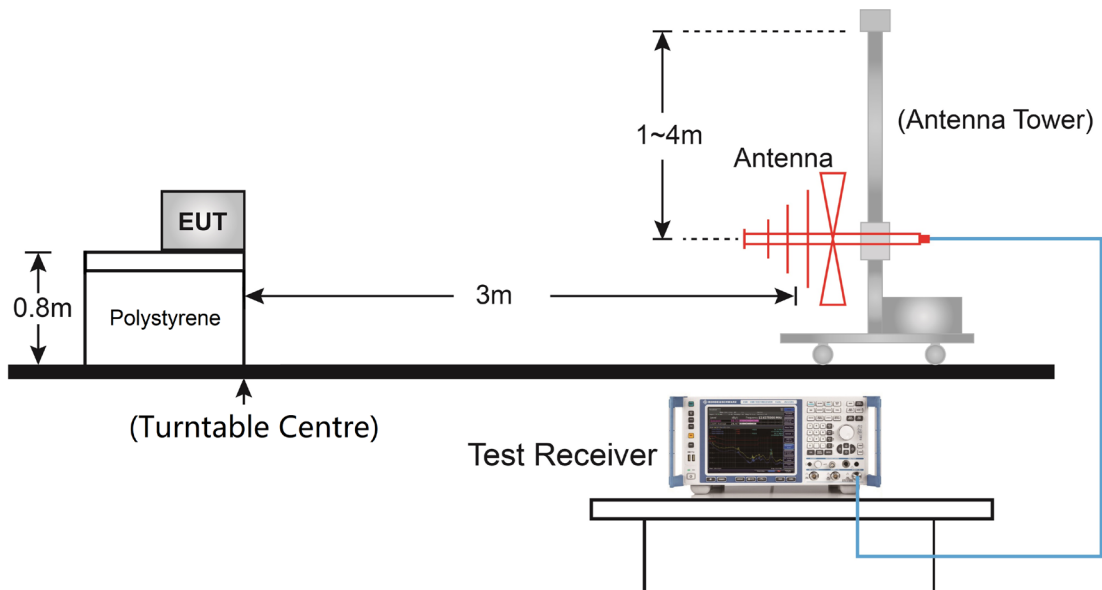 1~4m
(Antenna Tower)
Antenna
EUT
0.8m
Polystyrene
3m
(Turntable Centre)
Test Receiver